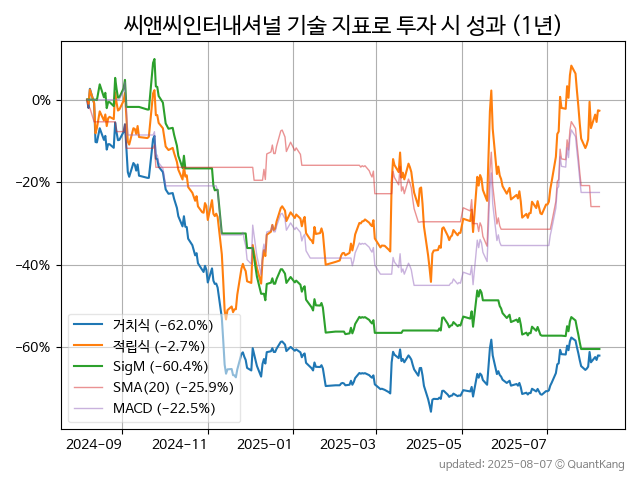 씨앤씨인터내셔널 기술 지표로 투자 시 성과 (1년)
0%
−20%
−40%
−60%
거치식 (−62.0%)
적립식 (−2.7%)
SigM (−60.4%)
SMA(20) (−25.9%)
MACD (−22.5%)
2024-09 2024-11 2025-01 2025-03 2025-05 2025-07
updated: 2025-08-07 © QuantKang